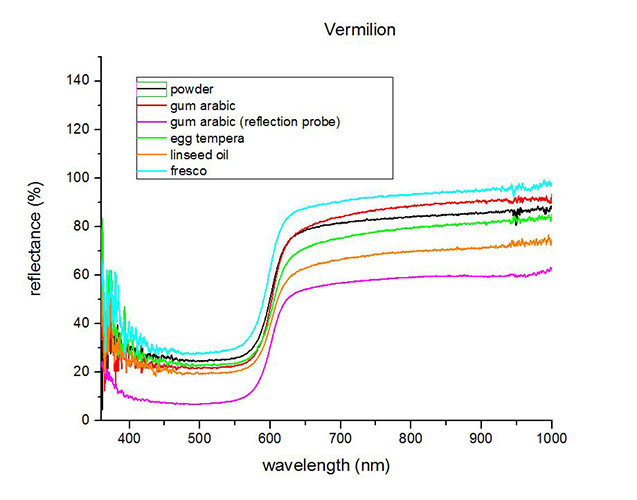 Vermilion
140
120
100
80
60
40
20
0
reflectance (%)
powder
gum arabic
gum arabic (reflection probe)
egg tempera
linseed oil
fresco
400 500 600 700 800 900 1000
wavelength (nm)